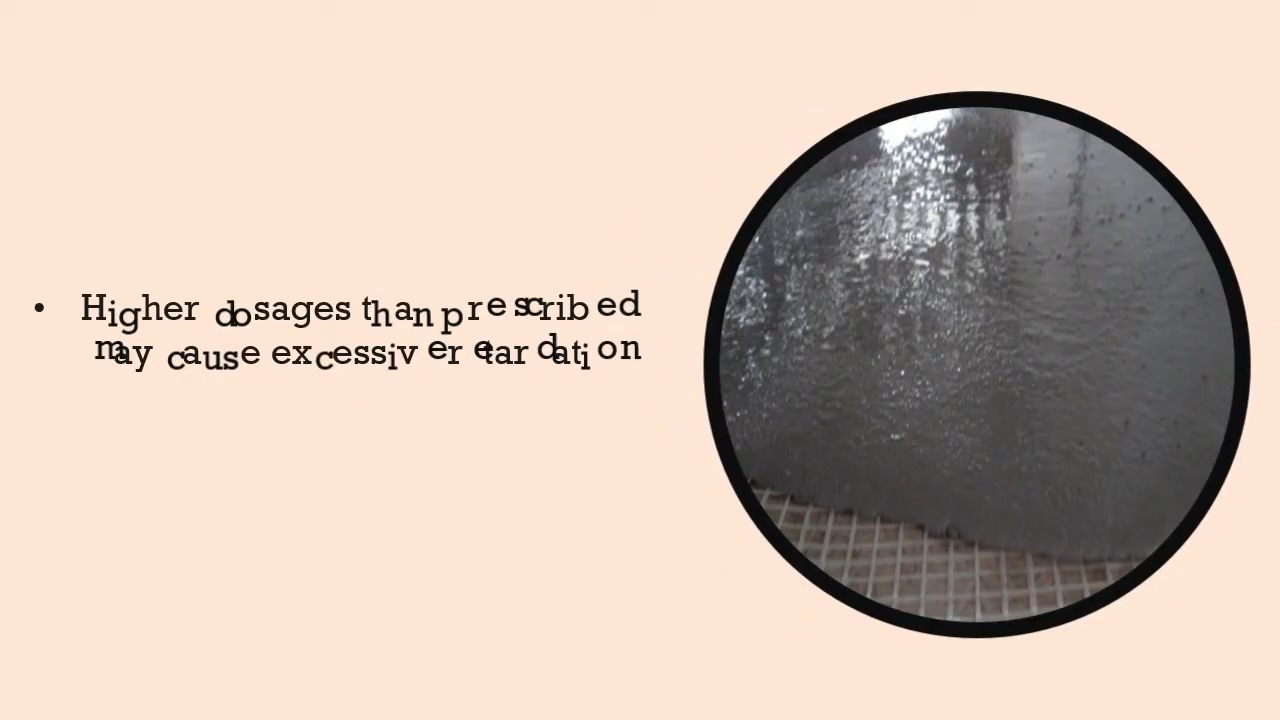 • Higher dosages than prescribed
may cause excessive retardation